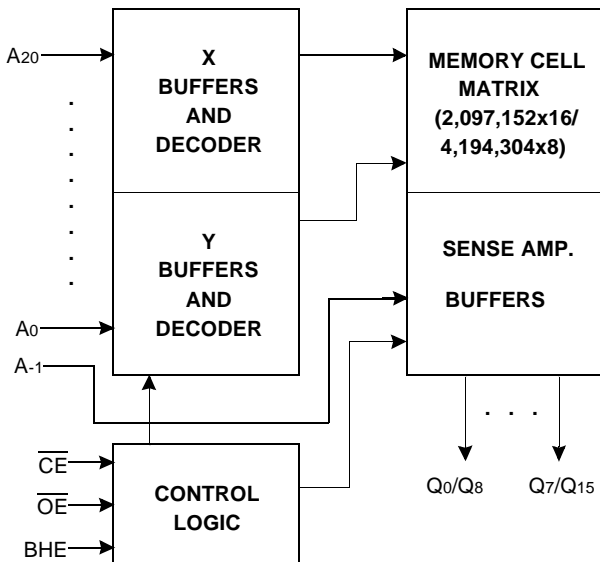 A20
X
BUFFERS
AND
DECODER
MEMORY CELL
MATRIX
(2,097,152x16/
4,194,304x8)
Y
BUFFERS
AND
DECODER
SENSE AMP.
BUFFERS
A0
A-1
CE
OE
BHE
CONTROL
LOGIC
. . .
Q0/Q8
Q7/Q15